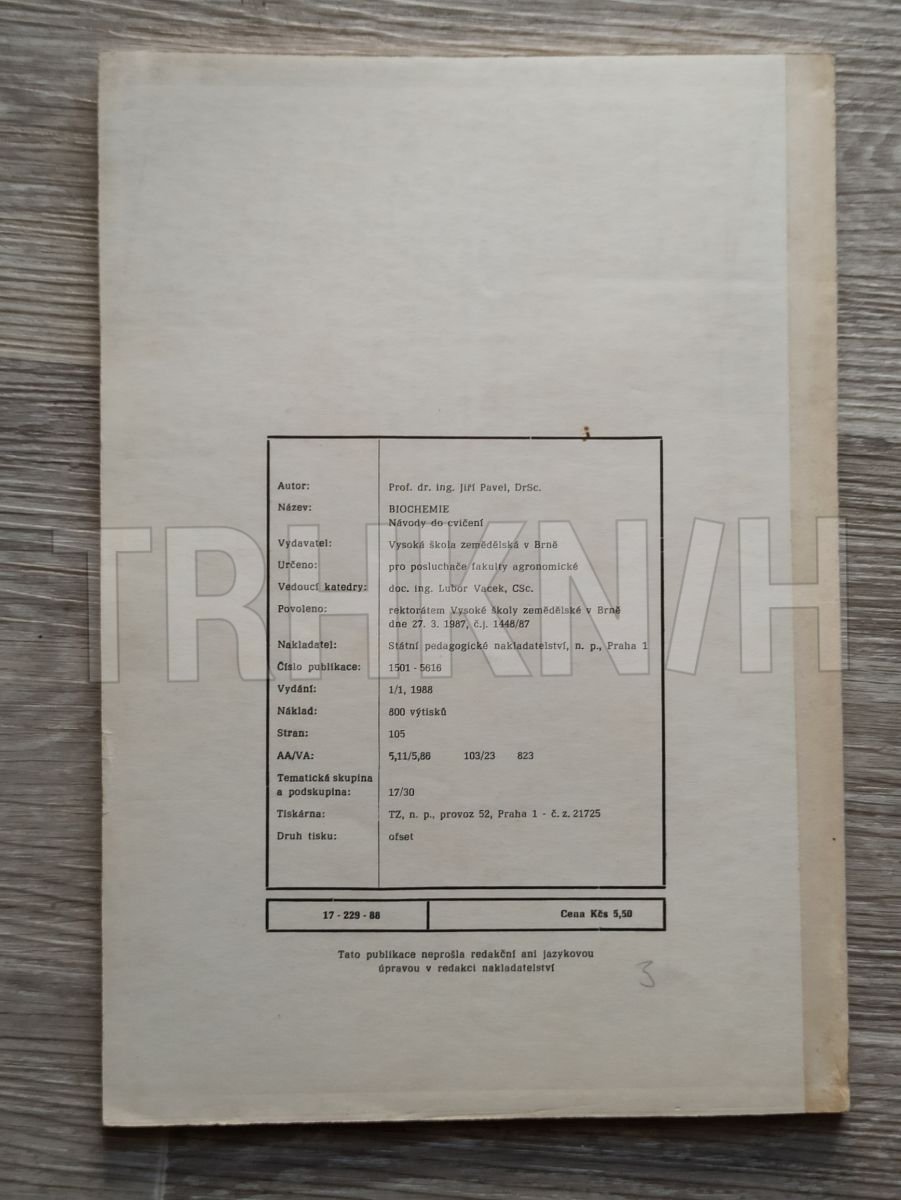 Autor: Prof. dr. ing. Jiří Pavel, DrSc.
Název: BIOCHEMIE
Návody do cvičení
Vydavatel: Vysoká škola zemědělská v Brně
Určeno: pro posluchače fakulty agronomické
Vedoucí katedry: doc. ing. Lubor Vacek, CSc.
Povoleno: rektorátem Vysoké školy zemědělské v Brně
dne 27. 3. 1987, č.j. 1448/87
Nakladatel: Státní pedagogické nakladatelství, n. p., Praha 1
Číslo publikace: 1501 - 5616
Vydání: 1/1, 1988
Náklad: 800 výtisků
Stran: 105
AA/VA: 5,11/5,86 103/23 823
Tematická skupina
a podskupina: 17/30
Tiskárna: TZ, n. p., provoz 52, Praha 1 - č. z. 21725
Druh tisku: ofset
17 - 229 - 88 Cena Kčs 5,50
Tato publikace neprošla redakční ani jazykovou
úpravou v redakci nakladatelství
3
TRHKNIH